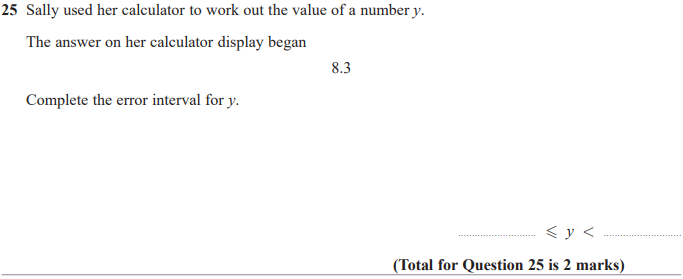 25 Sally used her calculator to work out the value of a number y.
The answer on her calculator display began
8.3
Complete the error interval for y.
.............................. ⩽ y < ..............................
(Total for Question 25 is 2 marks)